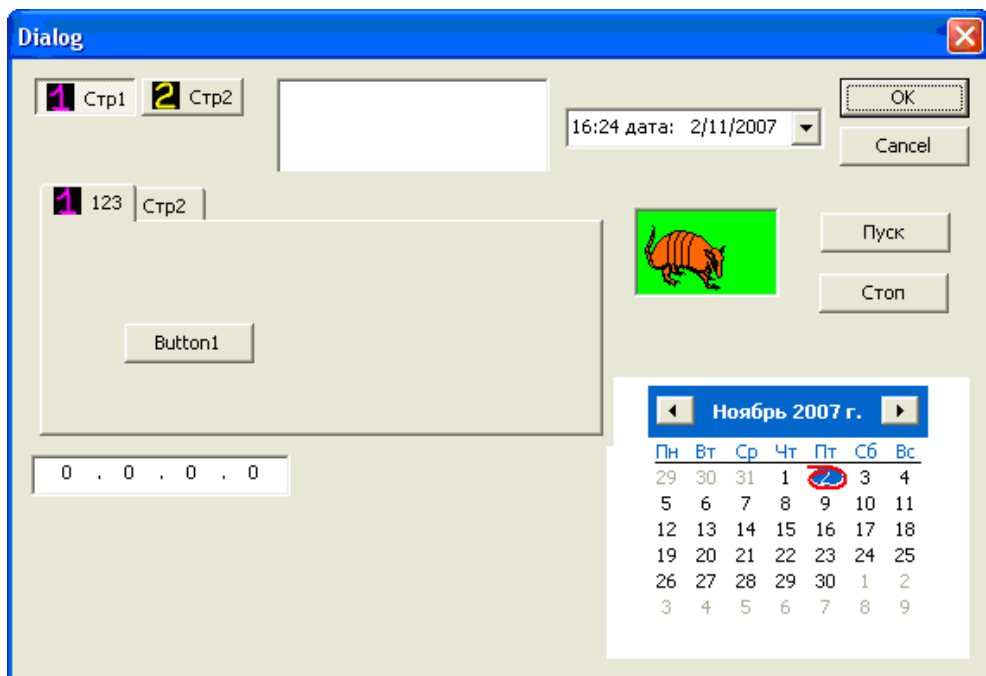 Dialog
1 Стр1 2 Стр2
16:24 дата: 2/11/2007
OK
Cancel
1 123 Стр2
Пуск
Стоп
Button1
Ноябрь 2007 г.
Пн Вт Ср Чт Пт Сб Вс
29 30 31 1 2 3 4
5 6 7 8 9 10 11
12 13 14 15 16 17 18
19 20 21 22 23 24 25
26 27 28 29 30 1 2
3 4 5 6 7 8 9
0 . 0 . 0 . 0